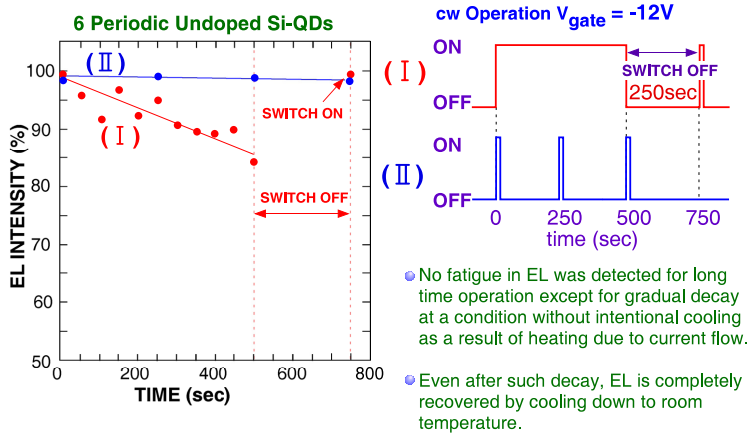 6 Periodic Undoped Si-QDs
cw Operation Vgate = -12V
100
90
80
70
60
50
0
200
400
600
800
EL INTENSITY (%)
TIME (sec)
(Ⅱ)
(Ⅰ)
SWITCH ON
SWITCH OFF
(Ⅰ)
ON
OFF
SWITCH OFF
250sec
(Ⅱ)
ON
OFF
0 250 500 750
time (sec)
No fatigue in EL was detected for long
time operation except for gradual decay
at a condition without intentional cooling
as a result of heating due to current flow.
Even after such decay, EL is completely
recovered by cooling down to room
temperature.